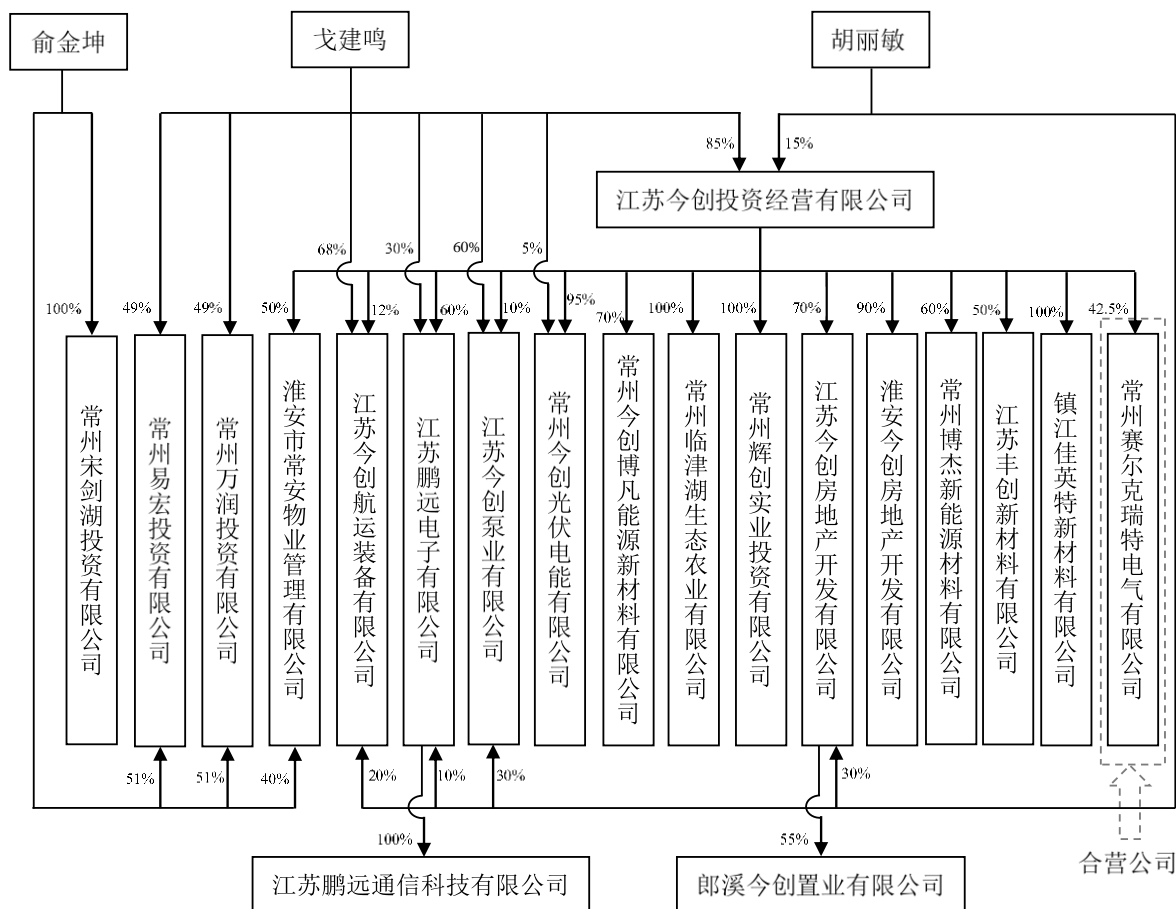 俞金坤
戈建鸣
胡丽敏
85%
15%
江苏今创投资经营有限公司
68%
30%
60%
5%
100%
49%
49%
50%
12%
60%
10%
95%
70%
100%
100%
70%
90%
60%
50%
100%
42.5%
常州宋剑湖投资有限公司
常州易宏投资有限公司
常州万润投资有限公司
淮安市常安物业管理有限公司
江苏今创航运装备有限公司
江苏鹏远电子有限公司
江苏今创泵业有限公司
常州今创光伏电能有限公司
常州今创博凡能源新材料有限公司
常州临津湖生态农业有限公司
常州辉创实业投资有限公司
江苏今创房地产开发有限公司
淮安今创房地产开发有限公司
常州博杰新能源材料有限公司
江苏丰创新材料有限公司
镇江佳英特新材料有限公司
常州赛尔克瑞特电气有限公司
51%
51%
40%
20%
10%
30%
30%
100%
55%
合营公司
江苏鹏远通信科技有限公司
郎溪今创置业有限公司